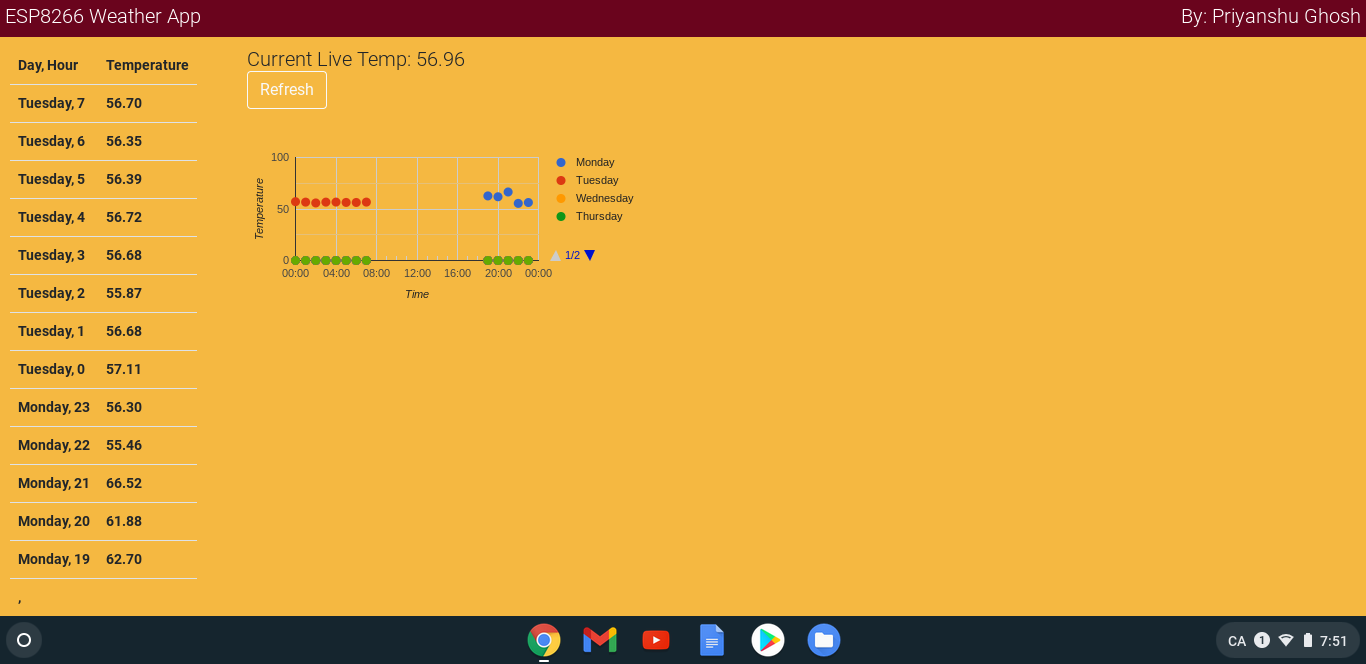 ESP8266 Weather App
By: Priyanshu Ghosh
Day, Hour Temperature
Tuesday, 7 56.70
Tuesday, 6 56.35
Tuesday, 5 56.39
Tuesday, 4 56.72
Tuesday, 3 56.68
Tuesday, 2 55.87
Tuesday, 1 56.68
Tuesday, 0 57.11
Monday, 23 56.30
Monday, 22 55.46
Monday, 21 66.52
Monday, 20 61.88
Monday, 19 62.70
,
Current Live Temp: 56.96
Refresh
Temperature
100
50
0
00:00 04:00 08:00 12:00 16:00 20:00 00:00
Time
Monday
Tuesday
Wednesday
Thursday
1/2
CA 1 7:51